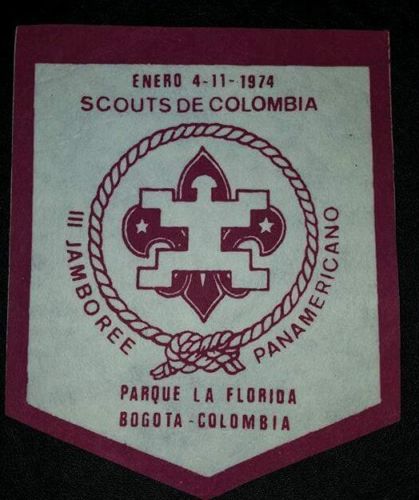 ENERO 4-11-1974
SCOUTS DE COLOMBIA
III JAMBOREE PANAMERICANO
PARQUE LA FLORIDA
BOGOTA - COLOMBIA